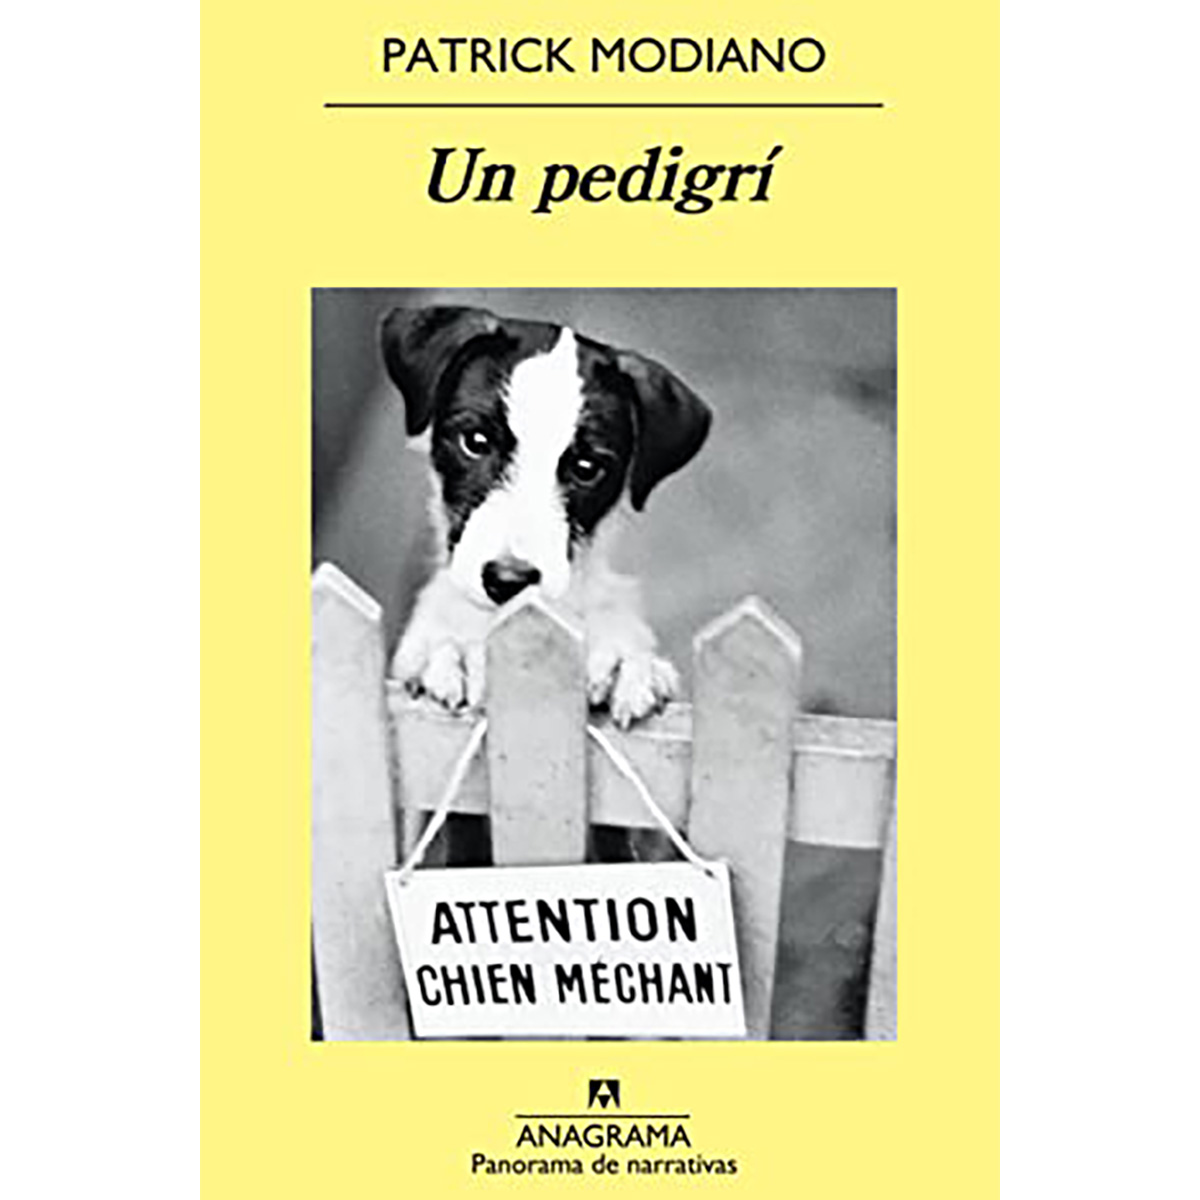 PATRICK MODIANO
Un pedigrí
ATTENTION
CHIEN MÉCHANT
ANAGRAMA
Panorama de narrativas